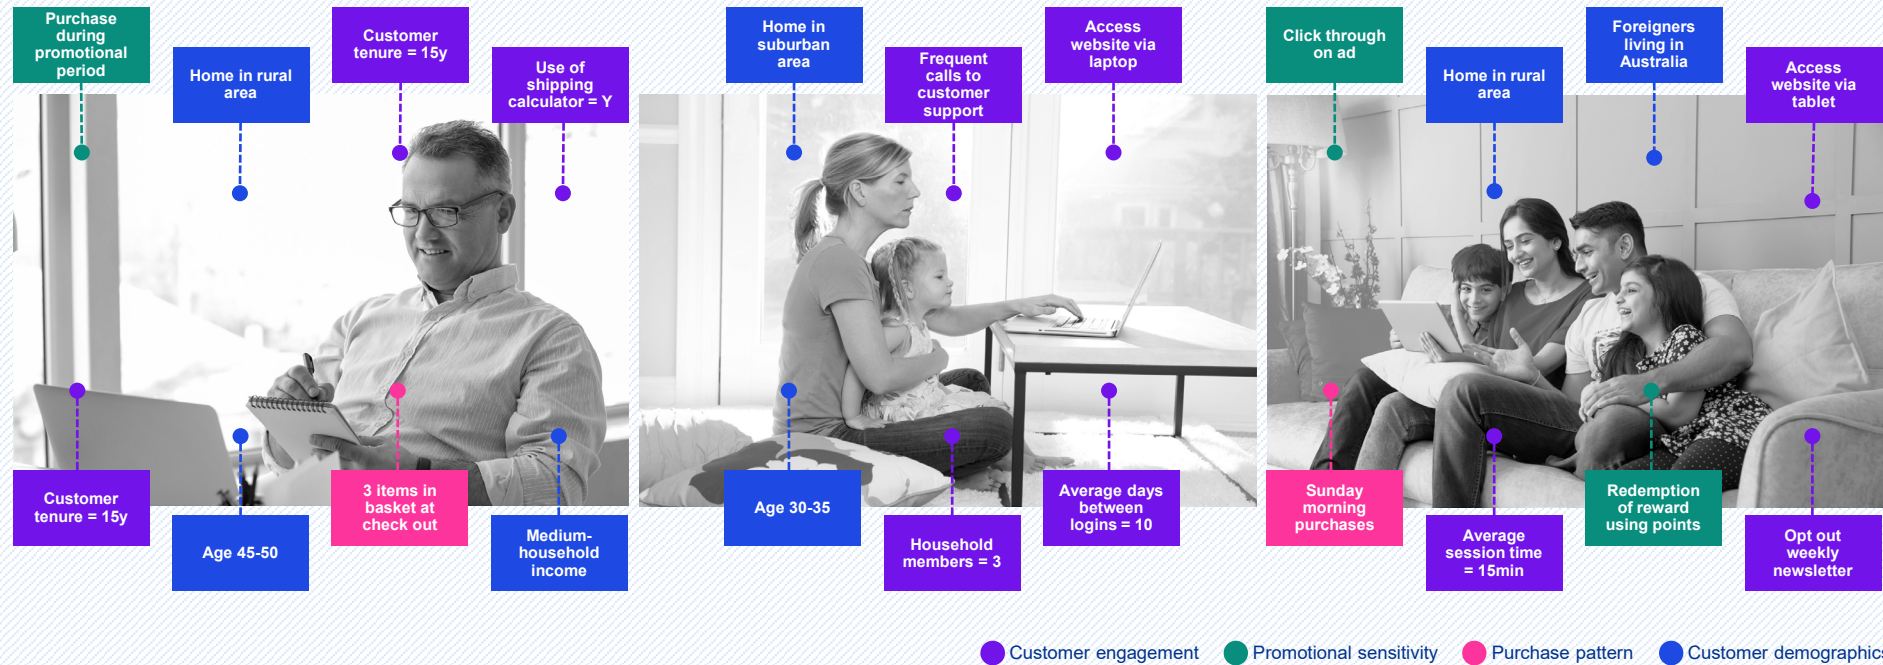 Purchase
during
promotional
period
Home in rural
area
Customer
tenure = 15y
Use of
shipping
calculator = Y
Home in
suburban
area
Frequent
calls to
customer
support
Access
website via
laptop
Click through
on ad
Home in rural
area
Foreigners
living in
Australia
Access
website via
tablet
Customer
tenure = 15y
Age 45-50
3 items in
basket at
check out
Medium-
household
income
Age 30-35
Household
members = 3
Average days
between
logins = 10
Sunday
morning
purchases
Average
session time
= 15min
Redemption
of reward
using points
Opt out
weekly
newsletter
Customer engagement
Promotional sensitivity
Purchase pattern
Customer demographics